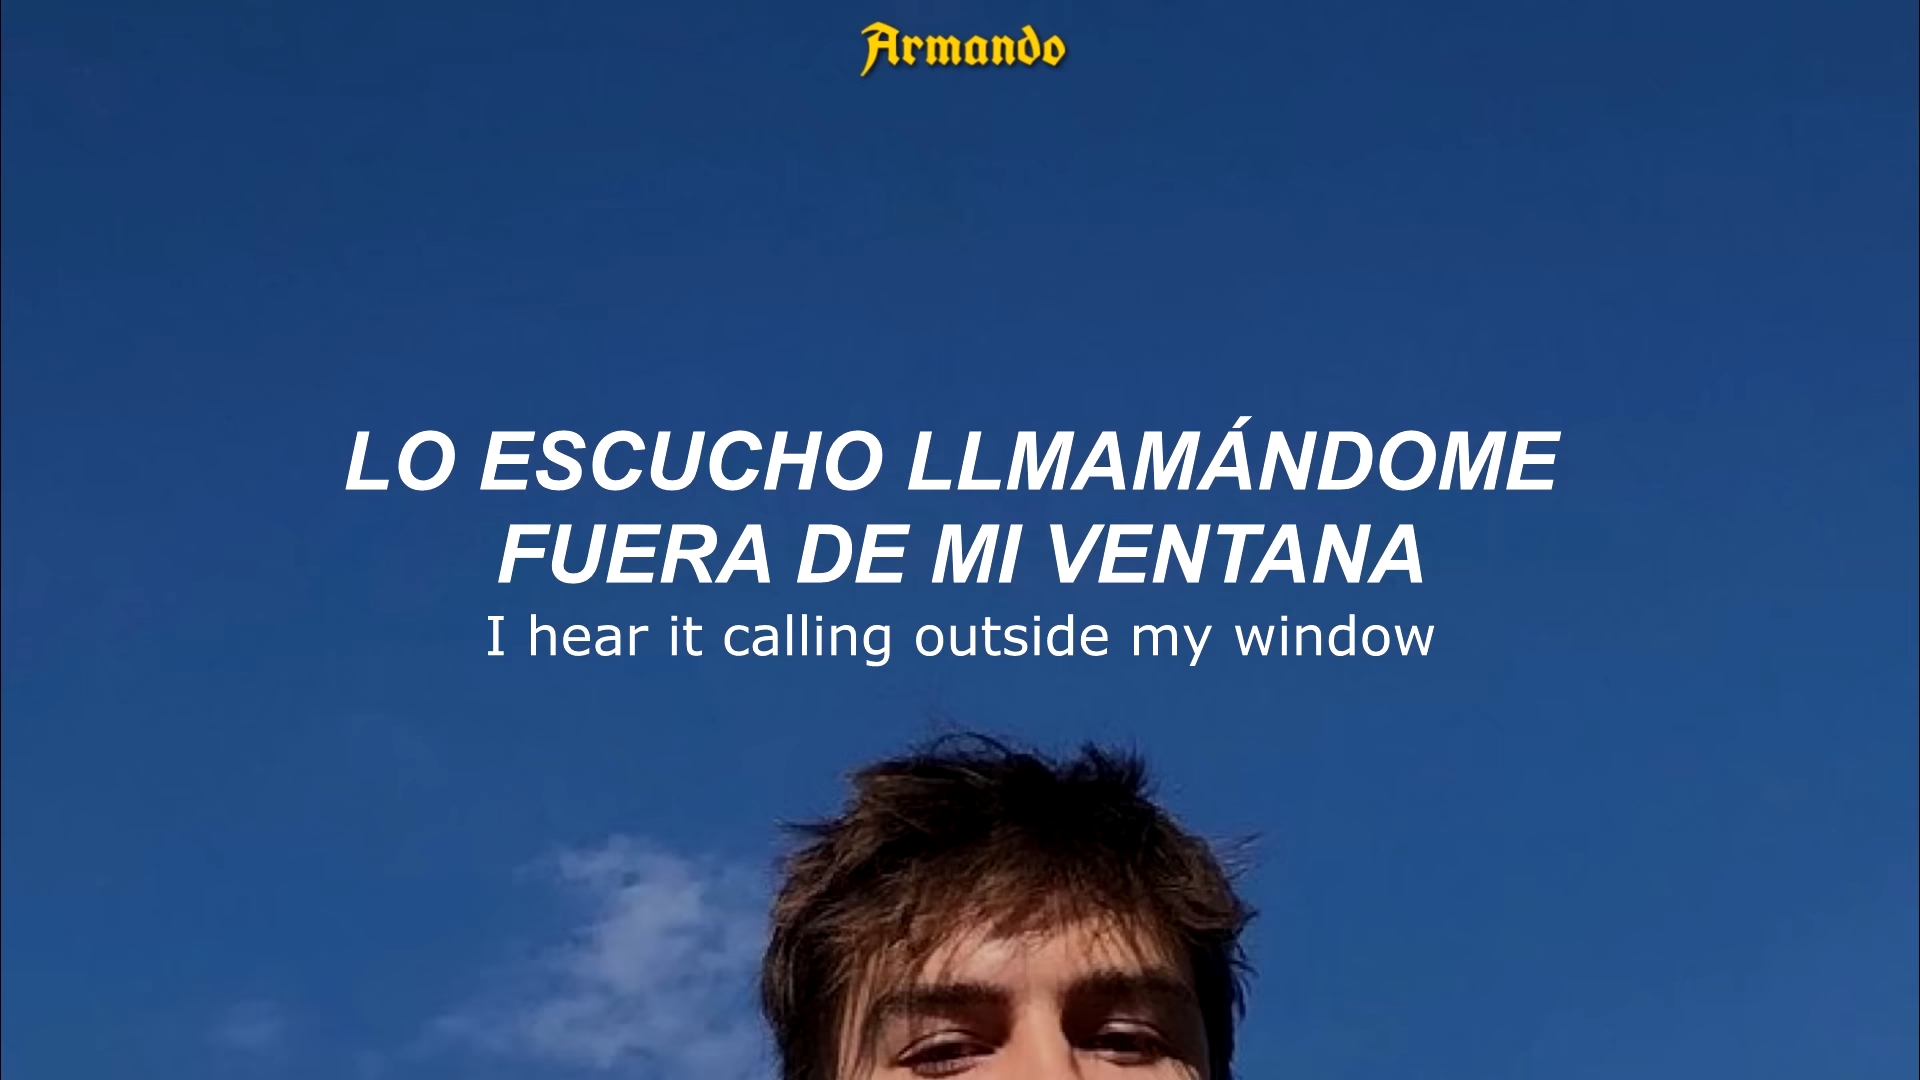 Armando
LO ESCUCHO LLMAMÁNDOME
FUERA DE MI VENTANA
I hear it calling outside my window